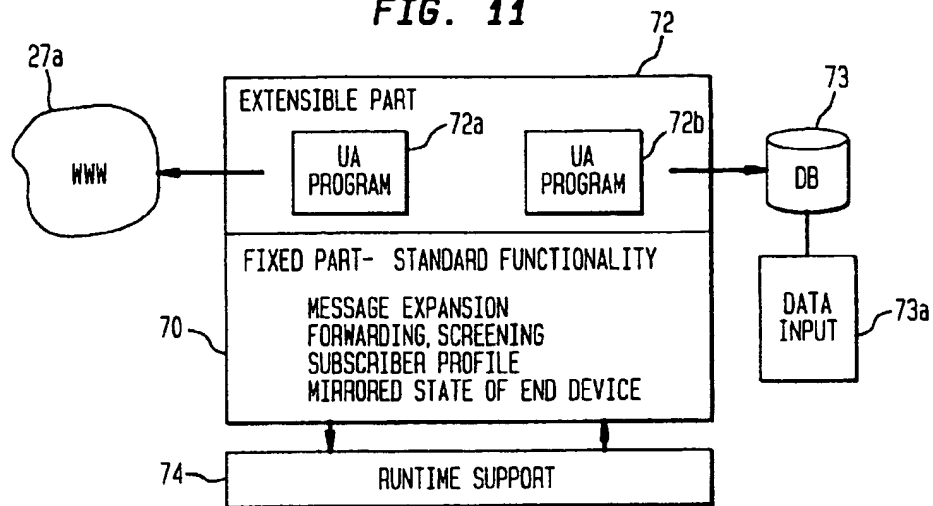 FIG. 11
72
27a
EXTENSIBLE PART
73
72a
72b
WWW
UA
PROGRAM
UA
PROGRAM
DB
FIXED PART- STANDARD FUNCTIONALITY
MESSAGE EXPANSION
FORWARDING, SCREENING
SUBSCRIBER PROFILE
MIRRORED STATE OF END DEVICE
70
DATA
INPUT
73a
74
RUNTIME SUPPORT